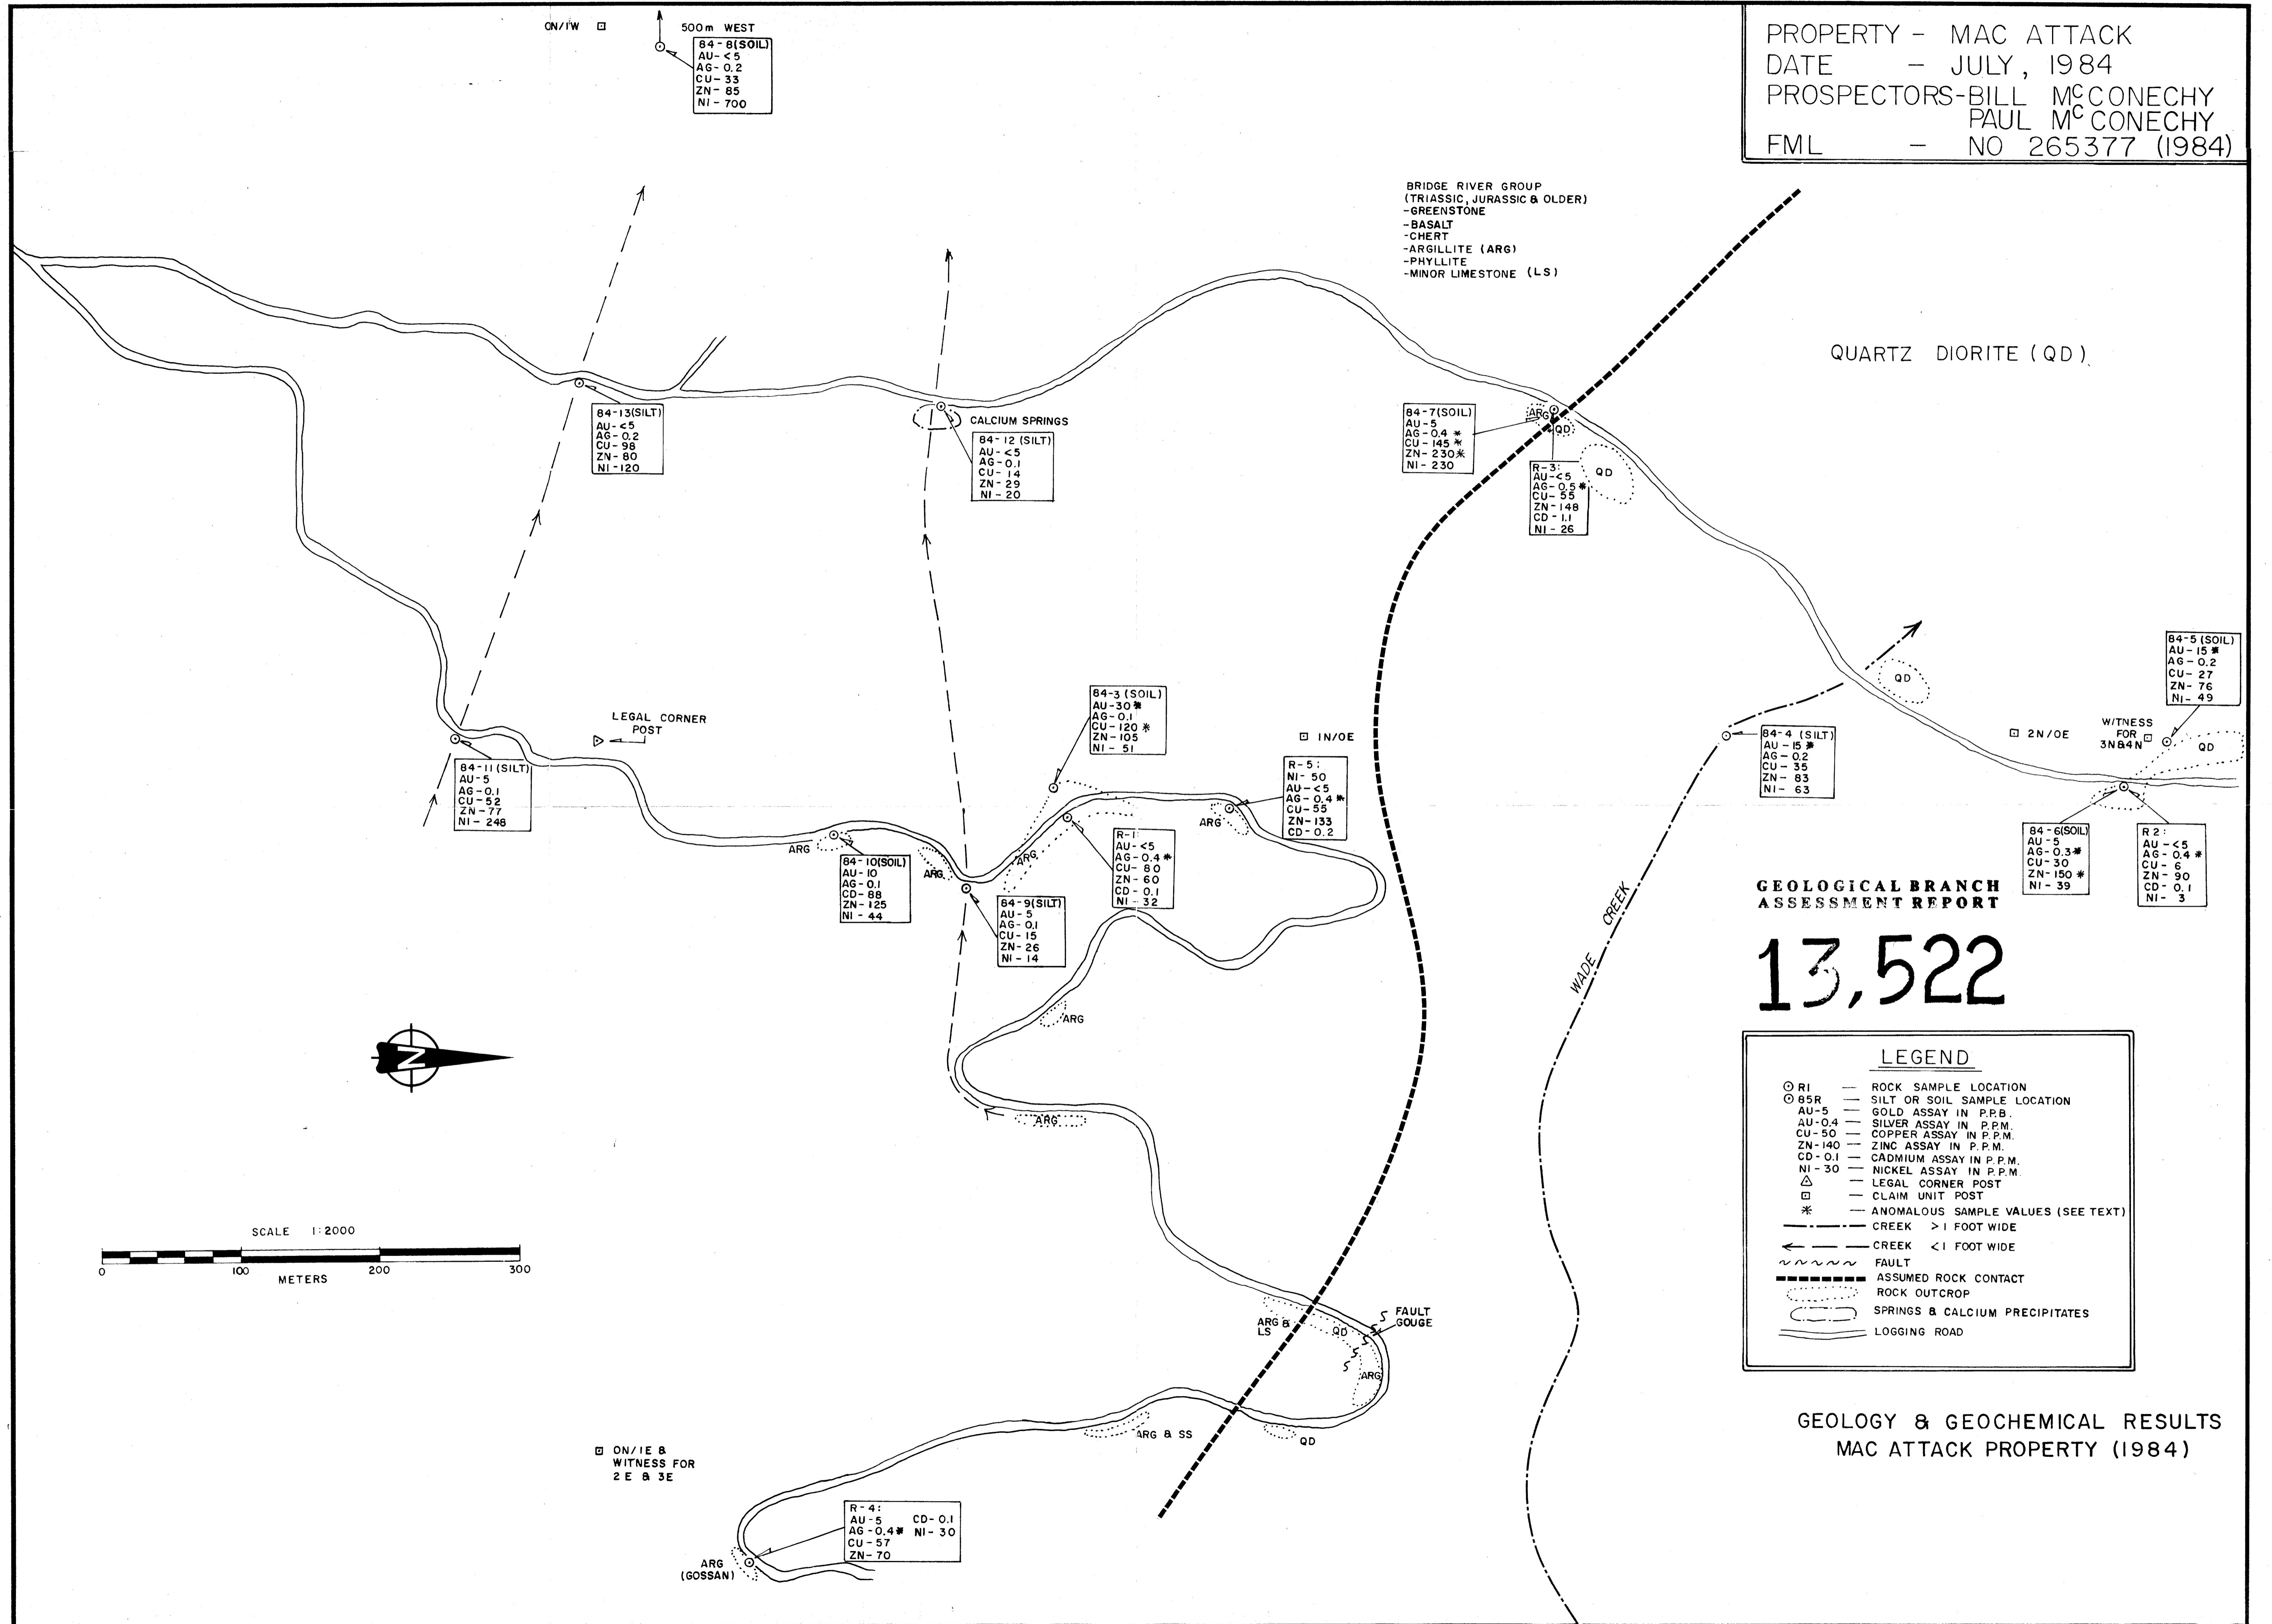 ON/1W
500m WEST
84-8(SOIL)
AU-<5
AG-0.2
CU-33
ZN-85
NI-700
PROPERTY - MAC ATTACK
DATE - JULY, 1984
PROSPECTORS-BILL McCONECHY
PAUL McCONECHY
FML - NO 265377 (1984)
BRIDGE RIVER GROUP
(TRIASSIC, JURASSIC & OLDER)
-GREENSTONE
-BASALT
-CHERT
-ARGILLITE (ARG)
-PHYLLITE
-MINOR LIMESTONE (LS)
QUARTZ DIORITE (QD)
84-13(SILT)
AU-<5
AG-0.2
CU-98
ZN-80
NI-120
CALCIUM SPRINGS
84-12 (SILT)
AU-<5
AG-0.1
CU-14
ZN-29
NI-20
84-7(SOIL)
AU-5
AG-0.4 *
CU-145 *
ZN-230*
NI-230
ARG
QD
QD
R-3:
AU-<5
AG-0.5*
CU-55
ZN-148
CD-1.1
NI-26
LEGAL CORNER
POST
84-11(SILT)
AU-5
AG-0.1
CU-52
ZN-77
NI-248
84-3 (SOIL)
AU-30*
AG-0.1
CU-120 *
ZN-105
NI-51
1N/OE
R-5:
NI-50
AU-<5
AG-0.4*
CU-55
ZN-133
CD-0.2
ARG
QD
84-4 (SILT)
AU-15*
AG-0.2
CU-35
ZN-83
NI-63
2N/OE
WITNESS
FOR
3N&4N
84-5 (SOIL)
AU-15*
AG-0.2
CU-27
ZN-76
NI-49
QD
84-6(SOIL)
AU-5
AG-0.3*
CU-30
ZN-150 *
NI-39
R2:
AU-<5
AG-0.4*
CU-6
ZN-90
CD-0.1
NI-3
ARG
84-10(SOIL)
AU-10
AG-0.1
CD-88
ZN-125
NI-44
ARG
ARG
R-1:
AU-<5
AG-0.4*
CU-80
ZN-60
CD-0.1
NI-32
84-9(SILT)
AU-5
AG-0.1
CU-15
ZN-26
NI-14
WADE CREEK
GEOLOGICAL BRANCH
ASSESSMENT REPORT
13,522
ARG
N
ARG
LEGEND
R1 — ROCK SAMPLE LOCATION
85R — SILT OR SOIL SAMPLE LOCATION
AU-5 — GOLD ASSAY IN P.P.B.
AU-0.4 — SILVER ASSAY IN P.P.M.
CU-50 — COPPER ASSAY IN P.P.M.
ZN-140 — ZINC ASSAY IN P.P.M.
CD-0.1 — CADMIUM ASSAY IN P.P.M.
NI-30 — NICKEL ASSAY IN P.P.M.
— LEGAL CORNER POST
— CLAIM UNIT POST
* — ANOMALOUS SAMPLE VALUES (SEE TEXT)
CREEK >1 FOOT WIDE
CREEK <1 FOOT WIDE
FAULT
ASSUMED ROCK CONTACT
ROCK OUTCROP
SPRINGS & CALCIUM PRECIPITATES
LOGGING ROAD
SCALE 1:2000
0 100 200 300
METERS
ARG &
LS
QD
FAULT
GOUGE
ARG
ARG & SS
QD
GEOLOGY & GEOCHEMICAL RESULTS
MAC ATTACK PROPERTY (1984)
ON/1E &
WITNESS FOR
2E & 3E
R-4:
AU-5 CD-0.1
AG-0.4* NI-30
CU-57
ZN-70
ARG
(GOSSAN)